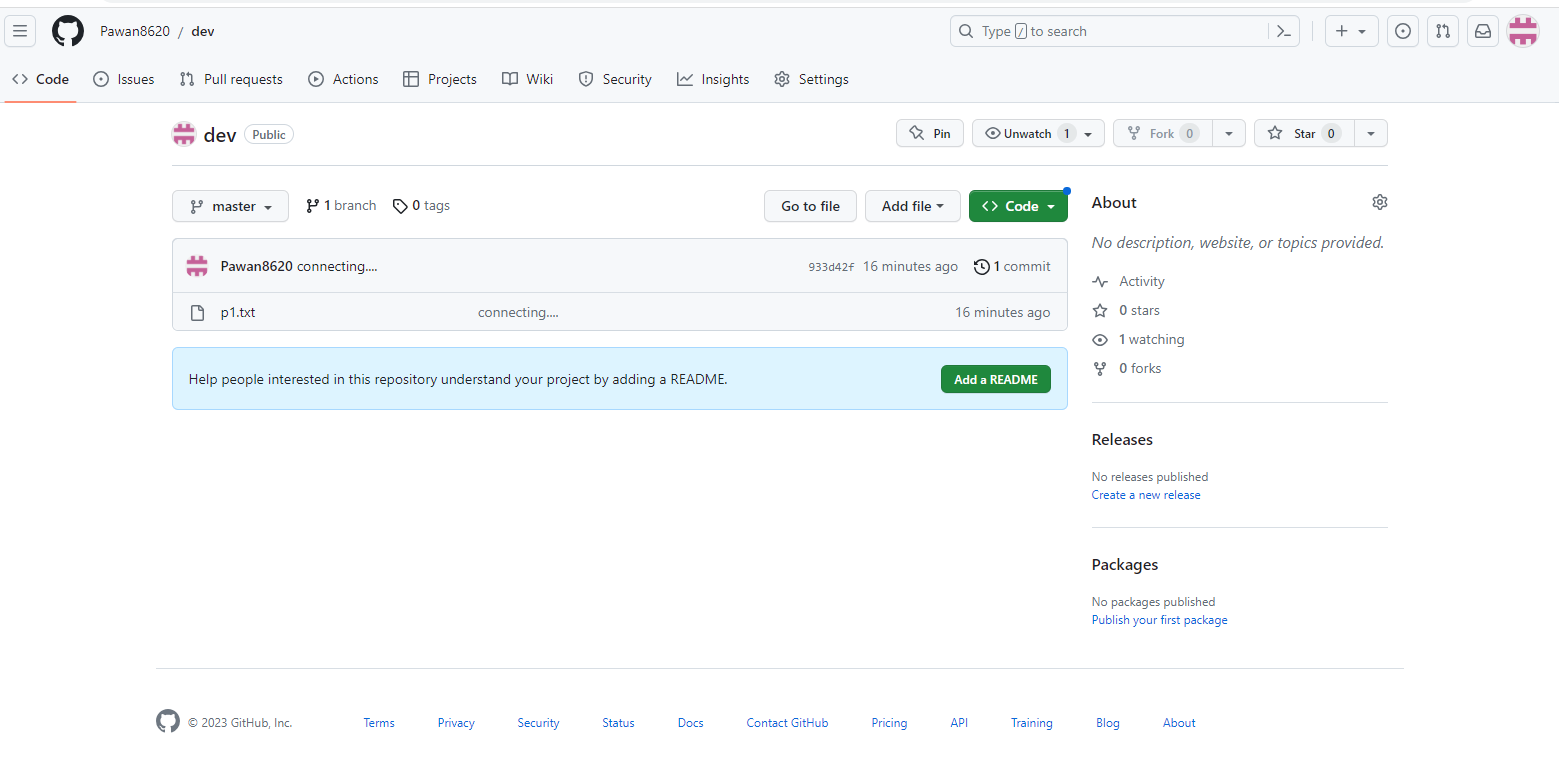 Pawan8620 / dev
Type / to search
Code Issues Pull requests Actions Projects Wiki Security Insights Settings
dev Public
Pin Unwatch 1 Fork 0 Star 0
master 1 branch 0 tags
Go to file Add file <> Code
Pawan8620 connecting.... 933d42f 16 minutes ago 1 commit
p1.txt connecting.... 16 minutes ago
Help people interested in this repository understand your project by adding a README. Add a README
About
No description, website, or topics provided.
Activity
0 stars
1 watching
0 forks
Releases
No releases published
Create a new release
Packages
No packages published
Publish your first package
© 2023 GitHub, Inc. Terms Privacy Security Status Docs Contact GitHub Pricing API Training Blog About